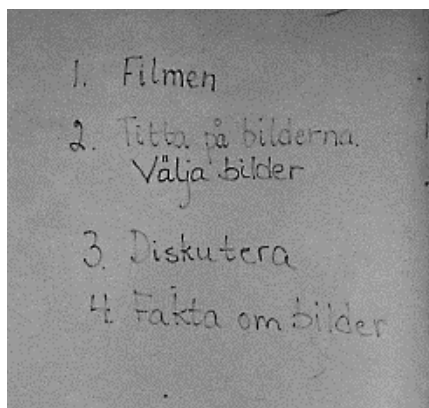 1. Filmen
2. Titta på bilderna.
Välja bilder
3. Diskutera
4. Fakta om bilder